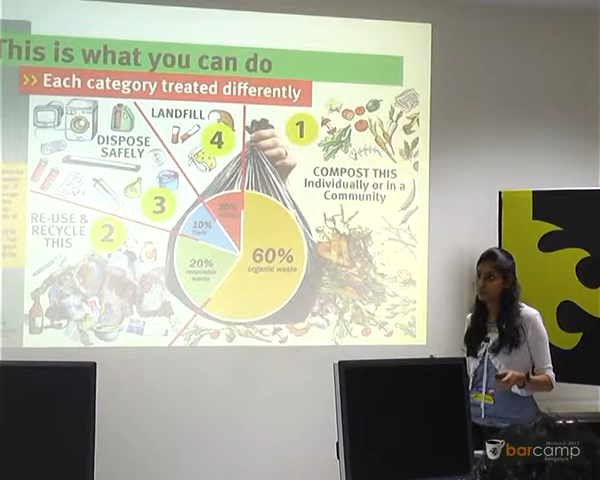 This is what you can do
>> Each category treated differently
LANDFILL
4
1
DISPOSE
SAFELY
COMPOST THIS
Individually or in a
Community
3
RE-USE &
RECYCLE
THIS
2
10%
60%
organic waste
20%
recyclable
waste
barcamp